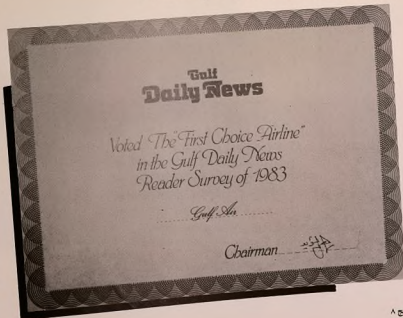 Gulf
Daily News
Voted The "First Choice Airline"
in the Gulf Daily News
Reader Survey of 1983
Gulf Air
Chairman